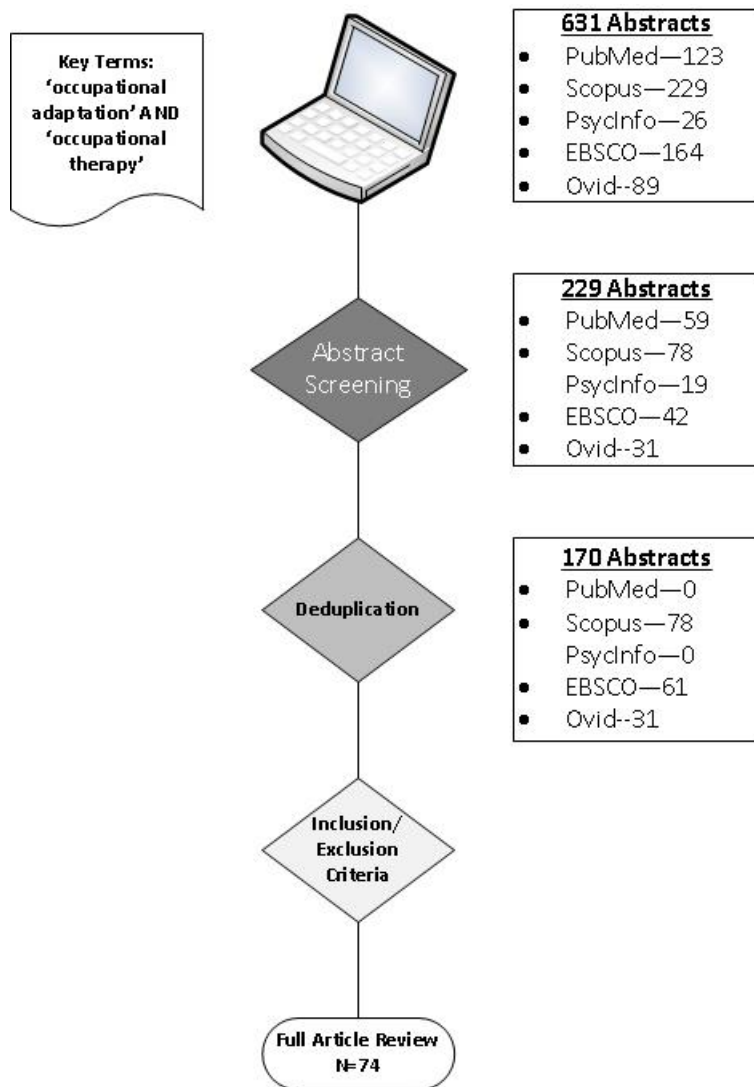 Key Terms:
‘occupational
adaptation’ AND
‘occupational
therapy’
631 Abstracts
• PubMed—123
• Scopus—229
• PsycInfo—26
• EBSCO—164
• Ovid--89
Abstract
Screening
229 Abstracts
• PubMed—59
• Scopus—78
PsycInfo—19
• EBSCO—42
• Ovid--31
Deduplication
170 Abstracts
• PubMed—0
• Scopus—78
PsycInfo—0
• EBSCO—61
• Ovid--31
Inclusion/
Exclusion
Criteria
Full Article Review
N=74